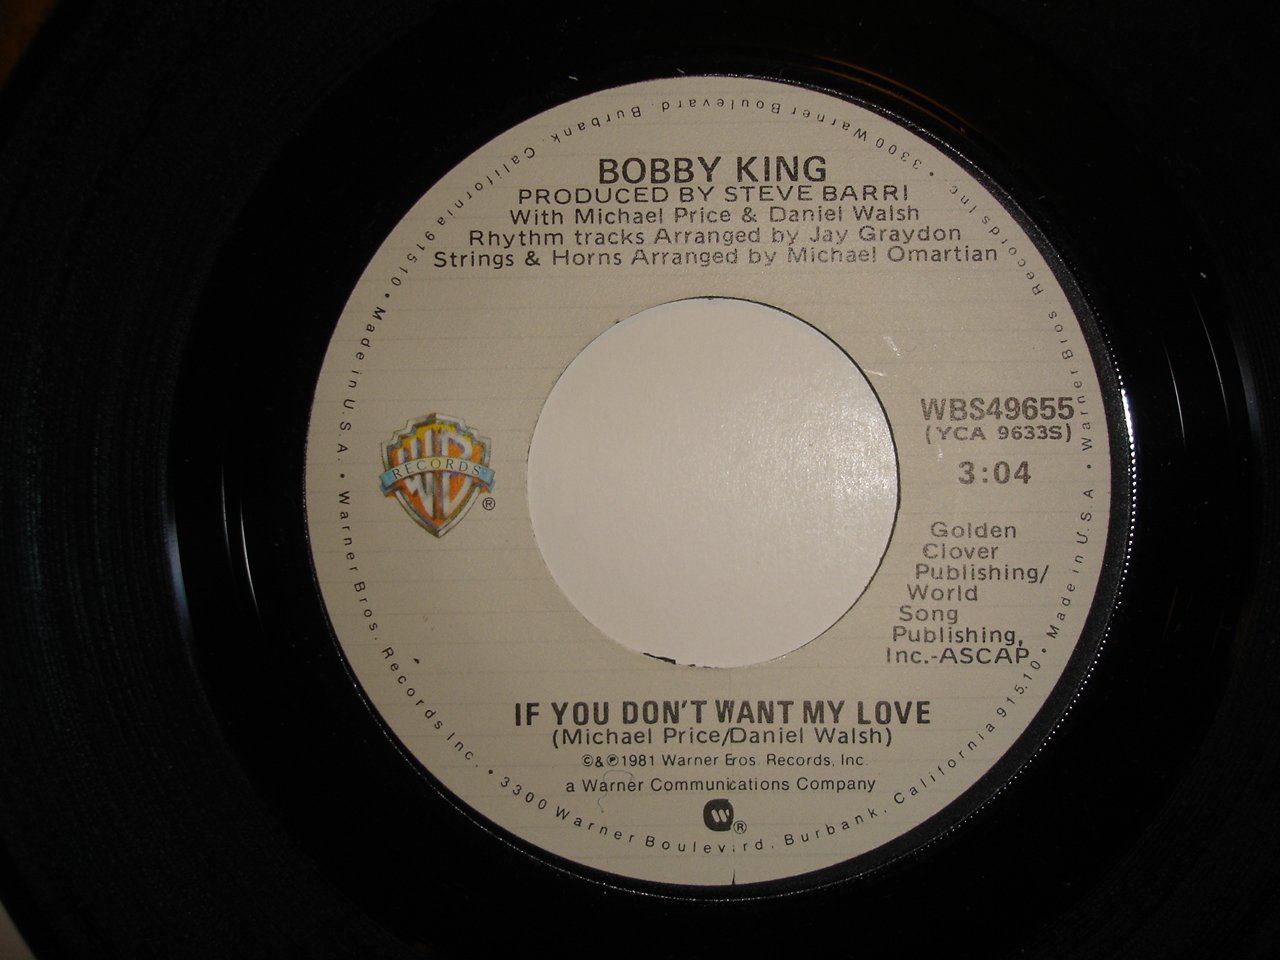 BOBBY KING
PRODUCED BY STEVE BARRI
With Michael Price & Daniel Walsh
Rhythm tracks Arranged by Jay Graydon
Strings & Horns Arranged by Michael Omartian
WB
RECORDS
®
WBS49655
(YCA 9633S)
3:04
Golden
Clover
Publishing/
World
Song
Publishing,
Inc.-ASCAP
IF YOU DON'T WANT MY LOVE
(Michael Price/Daniel Walsh)
©&℗1981 Warner Bros. Records, Inc.
a Warner Communications Company
W®
Warner Bros. Records Inc. • 3300 Warner Boulevard, Burbank, California 91510 • Made in U.S.A. •
Warner Bros. Records Inc. • 3300 Warner Boulevard, Burbank, California 91510 • Made in U.S.A. •